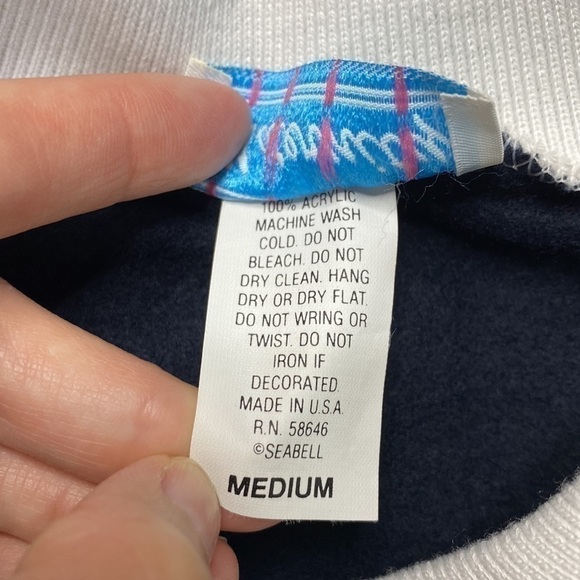 100% ACRYLIC
MACHINE WASH
COLD. DO NOT
BLEACH. DO NOT
DRY CLEAN. HANG
DRY OR DRY FLAT.
DO NOT WRING OR
TWIST. DO NOT
IRON IF
DECORATED.
MADE IN U.S.A.
R.N. 58646
©SEABELL
MEDIUM